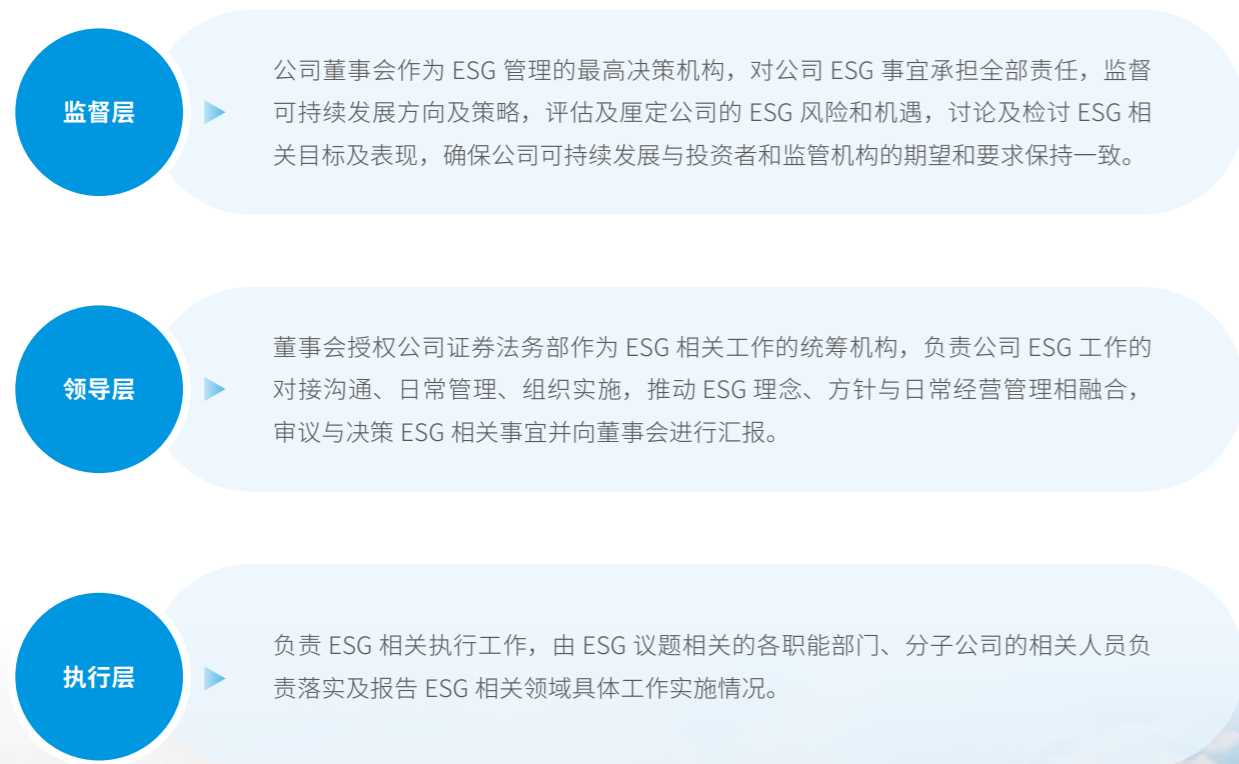 监督层
公司董事会作为 ESG 管理的最高决策机构，对公司 ESG 事宜承担全部责任，监督
可持续发展方向及策略，评估及厘定公司的 ESG 风险和机遇，讨论及检讨 ESG 相
关目标及表现，确保公司可持续发展与投资者和监管机构的期望和要求保持一致。
领导层
董事会授权公司证券法务部作为 ESG 相关工作的统筹机构，负责公司 ESG 工作的
对接沟通、日常管理、组织实施，推动 ESG 理念、方针与日常经营管理相融合，
审议与决策 ESG 相关事宜并向董事会进行汇报。
执行层
负责 ESG 相关执行工作，由 ESG 议题相关的各职能部门、分子公司的相关人员负
责落实及报告 ESG 相关领域具体工作实施情况。